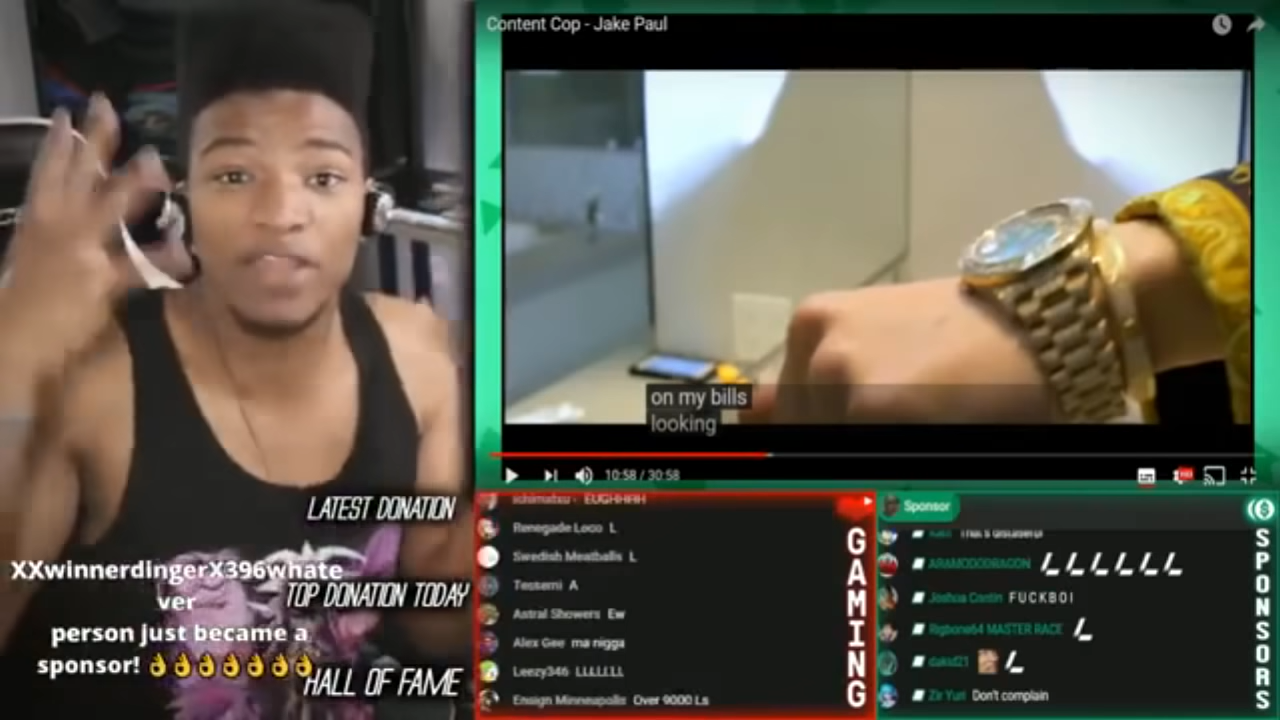 Content Cop - Jake Paul
on my bills
looking
10:58 / 30:58
LATEST DONATION
XXwinnerdingerX396whate
ver
person just became a
sponsor! 👌👌👌👌👌👌👌
TOP DONATION TODAY
HALL OF FAME
EUGHHHH
Renegade Loco L
Swedish Meatballs L
Tessemi A
Astral Showers Ew
Alex Gee ma nigga
Leezy346 LLLLLLL
Ensign Minneapolis Over 9000 Ls
GAMING
Sponsor
Joshua Contin FUCKBOI
Rigbone64 MASTER RACE
dakid21
Zir Yuri Don't complain
SPONSORS